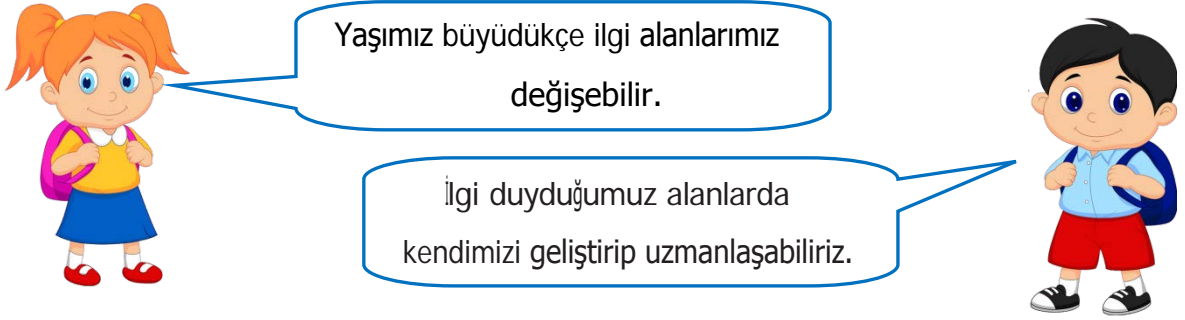 Yaşımız büyüdükçe ilgi alanlarımız
değişebilir.
İlgi duyduğumuz alanlarda
kendimizi geliştirip uzmanlaşabiliriz.